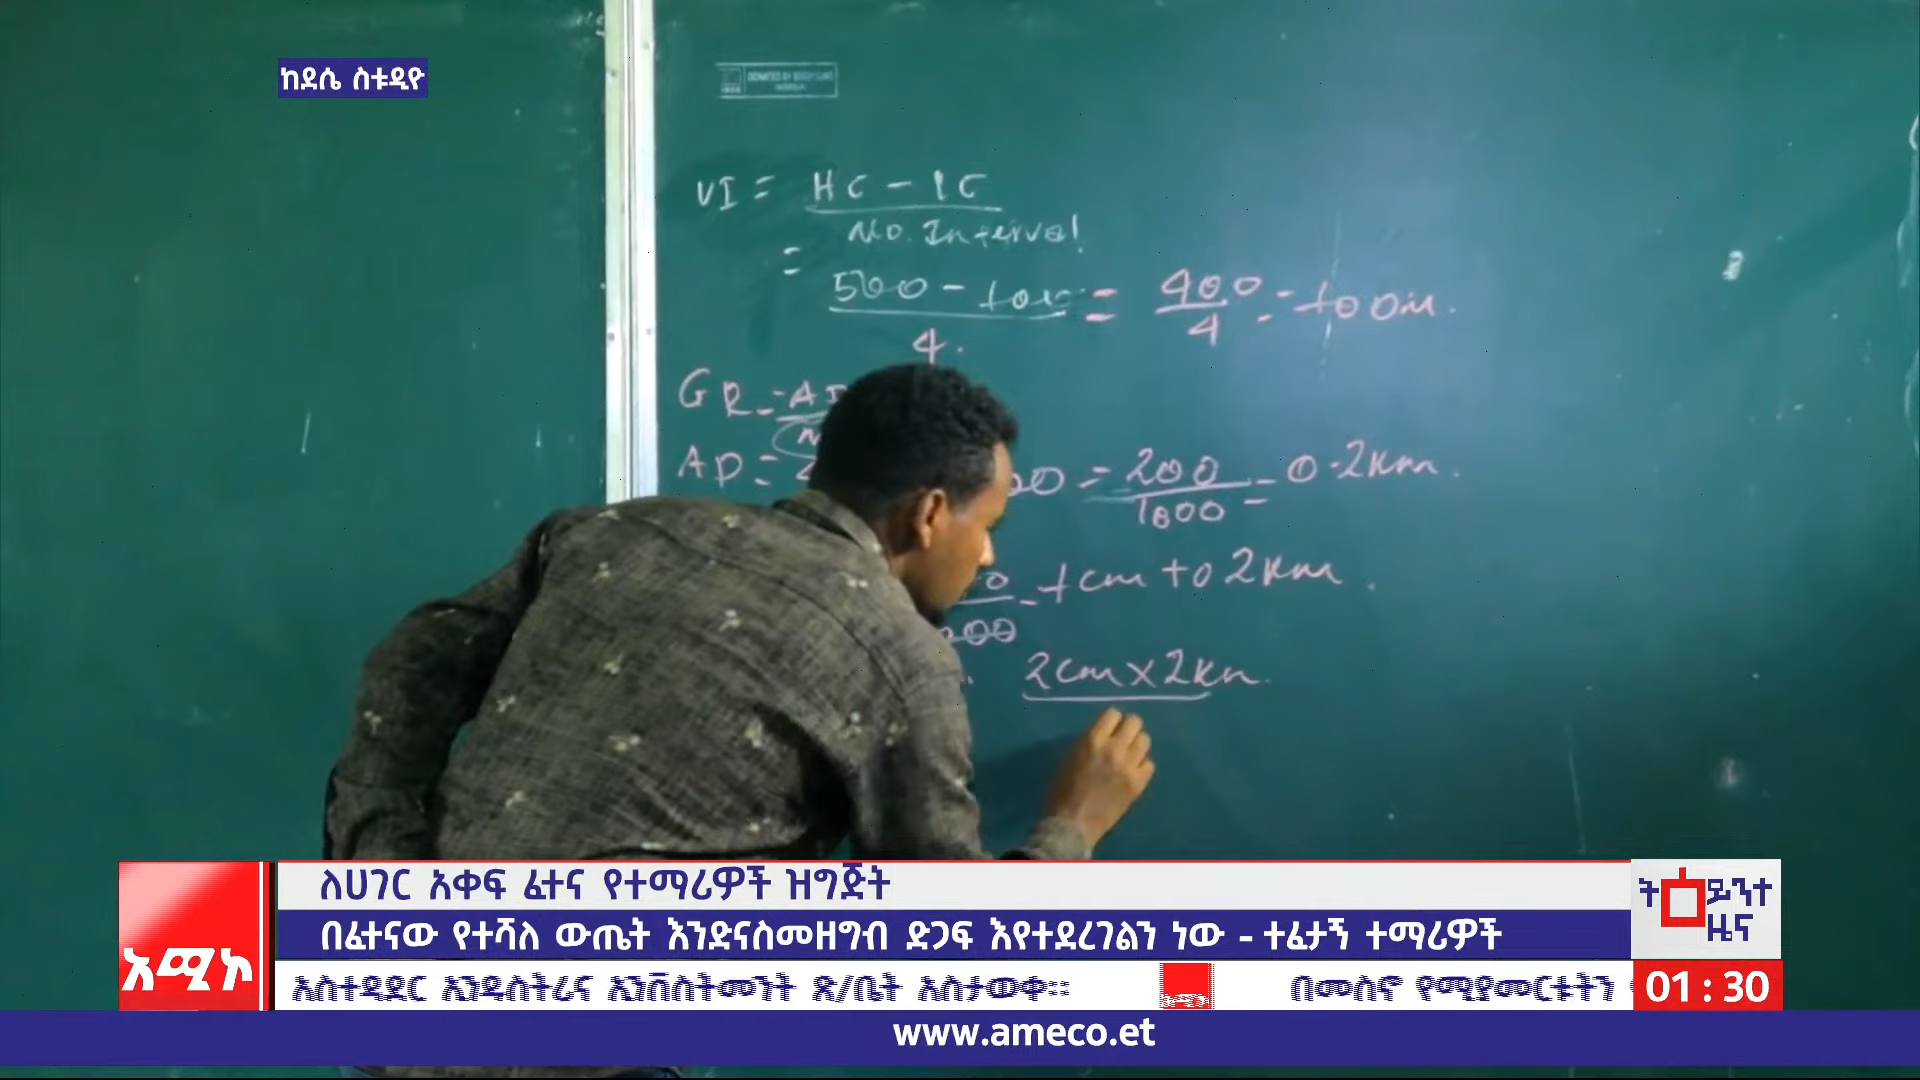 ከደሴ ስቱዲዮ
VI = HC - LC
No. Interval
=
500 - 100 = 400 = 100m.
4.
4
GR =
AD =
= 200 = 0.2km.
1000
1cm to 0.2km.
2cm x 2km.
ለሀገር አቀፍ ፈተና የተማሪዎች ዝግጅት
በፈተናው የተሻለ ውጤት እንድናስመዘግብ ድጋፍ እየተደረገልን ነው - ተፈታኝ ተማሪዎች
አሚኮ
ዜና
አስተዳደር ኢንዱስትሪና ኢንቨስትመንት ጽ/ቤት አስታወቀ።
በመስኖ የሚያመርቱትን
01 : 30
www.ameco.et